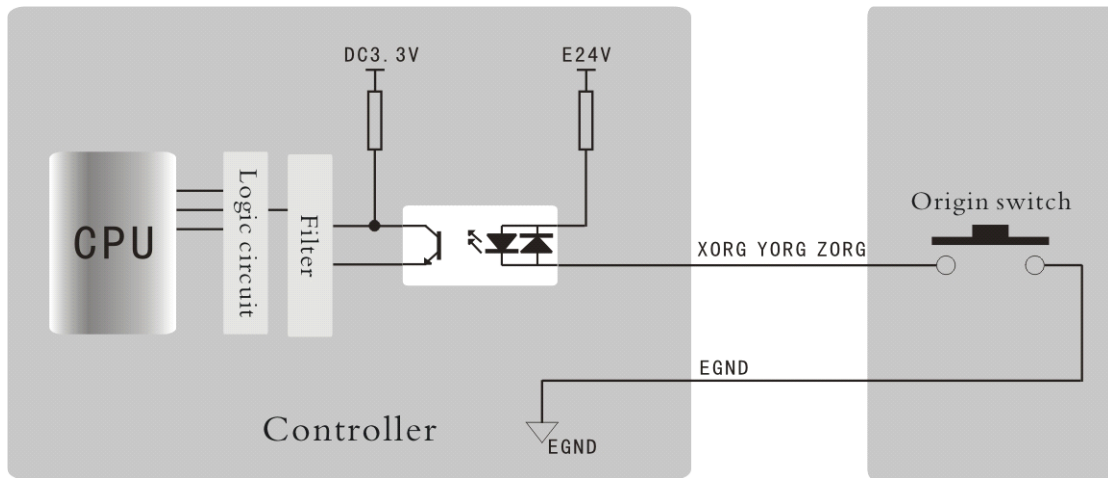 DC3.3V
E24V
CPU
Logic circuit
Filter
Origin switch
XORG YORG ZORG
EGND
EGND
Controller